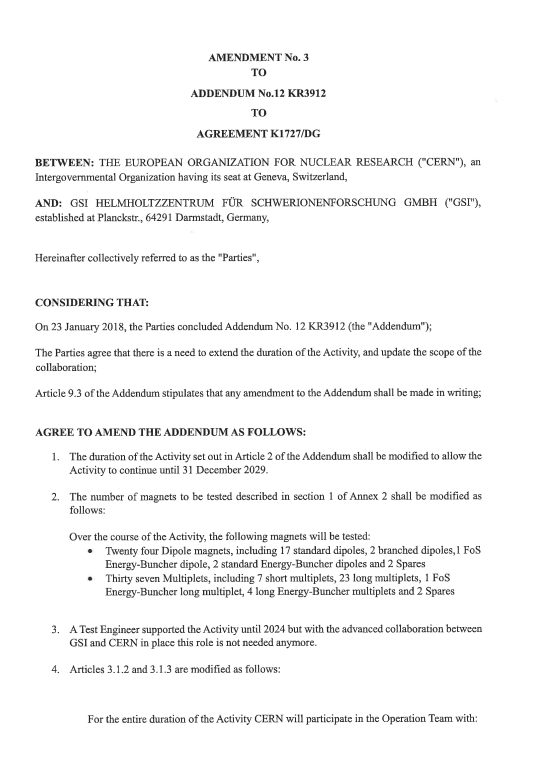 AMENDMENT No. 3
TO
ADDENDUM No.12 KR3912
TO
AGREEMENT K1727/DG
BETWEEN: THE EUROPEAN ORGANIZATION FOR NUCLEAR RESEARCH ("CERN"), an
Intergovernmental Organization having its seat at Geneva, Switzerland,
AND: GSI HELMHOLTZZENTRUM FÜR SCHWERIONENFORSCHUNG GMBH ("GSI"),
established at Planckstr., 64291 Darmstadt, Germany,
Hereinafter collectively referred to as the "Parties",
CONSIDERING THAT:
On 23 January 2018, the Parties concluded Addendum No. 12 KR3912 (the "Addendum");
The Parties agree that there is a need to extend the duration of the Activity, and update the scope of the
collaboration;
Article 9.3 of the Addendum stipulates that any amendment to the Addendum shall be made in writing;
AGREE TO AMEND THE ADDENDUM AS FOLLOWS:
1. The duration of the Activity set out in Article 2 of the Addendum shall be modified to allow the
Activity to continue until 31 December 2029.
2. The number of magnets to be tested described in section 1 of Annex 2 shall be modified as
follows:
Over the course of the Activity, the following magnets will be tested:
• Twenty four Dipole magnets, including 17 standard dipoles, 2 branched dipoles,1 FoS
Energy-Buncher dipole, 2 standard Energy-Buncher dipoles and 2 Spares
• Thirty seven Multiplets, including 7 short multiplets, 23 long multiplets, 1 FoS
Energy-Buncher long multiplet, 4 long Energy-Buncher multiplets and 2 Spares
3. A Test Engineer supported the Activity until 2024 but with the advanced collaboration between
GSI and CERN in place this role is not needed anymore.
4. Articles 3.1.2 and 3.1.3 are modified as follows:
For the entire duration of the Activity CERN will participate in the Operation Team with: